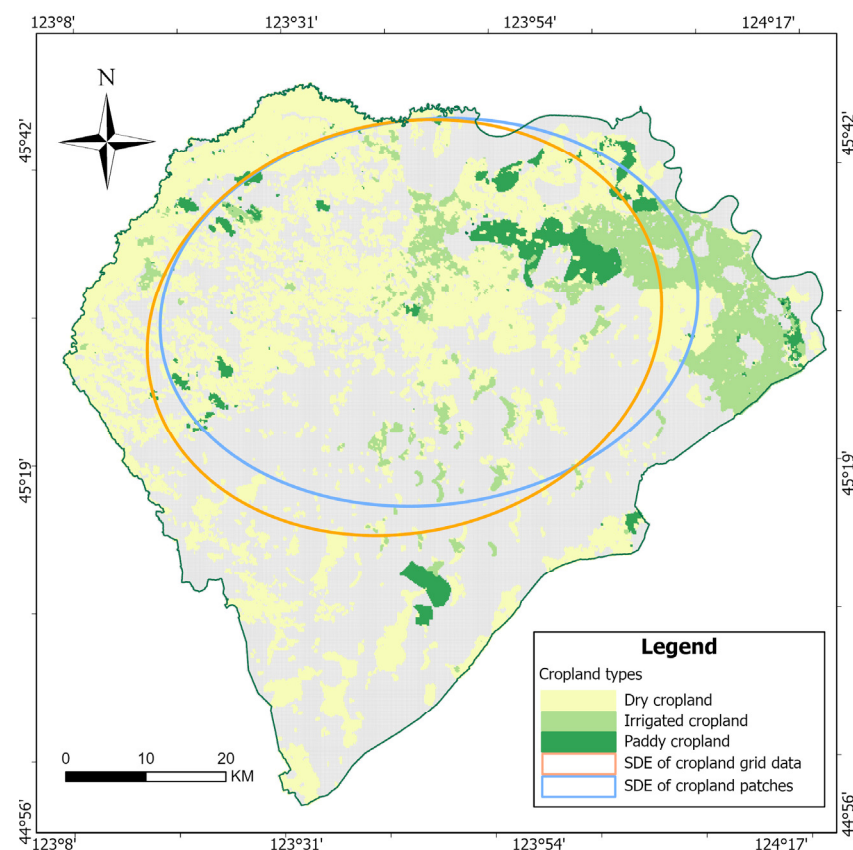 123°8' 123°31' 123°54' 124°17'
N
45°42' 45°42'
45°19' 45°19'
Legend
Cropland types
Dry cropland
Irrigated cropland
Paddy cropland
SDE of cropland grid data
SDE of cropland patches
0 10 20
KM
44°56' 44°56'
123°8' 123°31' 123°54' 124°17'